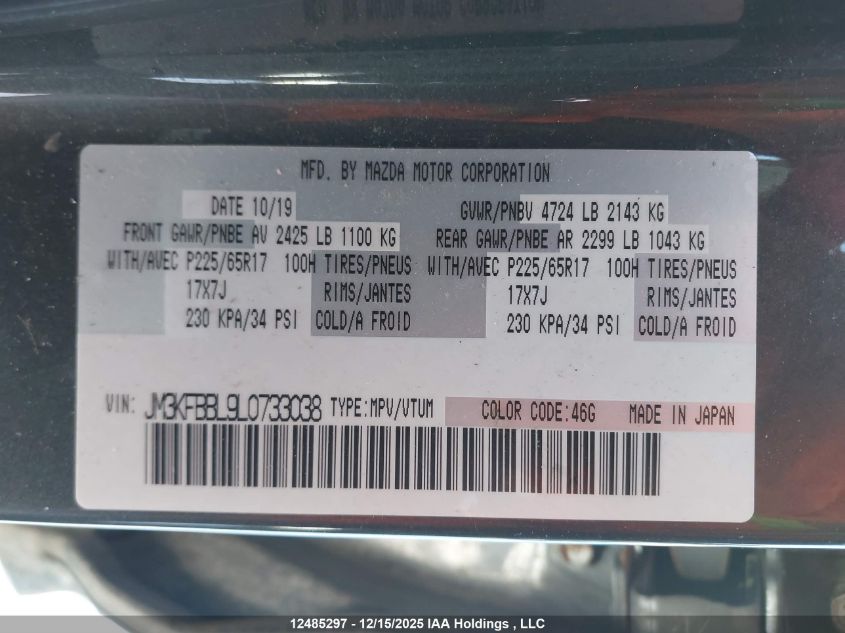 MFD. BY MAZDA MOTOR CORPORATION
DATE 10/19 GVWR/PNBV 4724 LB 2143 KG
FRONT GAWR/PNBE AV 2425 LB 1100 KG REAR GAWR/PNBE AR 2299 LB 1043 KG
WITH/AVEC P225/65R17 100H TIRES/PNEUS WITH/AVEC P225/65R17 100H TIRES/PNEUS
17X7J RIMS/JANTES 17X7J RIMS/JANTES
230 KPA/34 PSI COLD/A FROID 230 KPA/34 PSI COLD/A FROID
VIN: JM3KFBBL9L0733038 TYPE:MPV/VTUM COLOR CODE:46G MADE IN JAPAN
12485297 - 12/15/2025 IAA Holdings , LLC